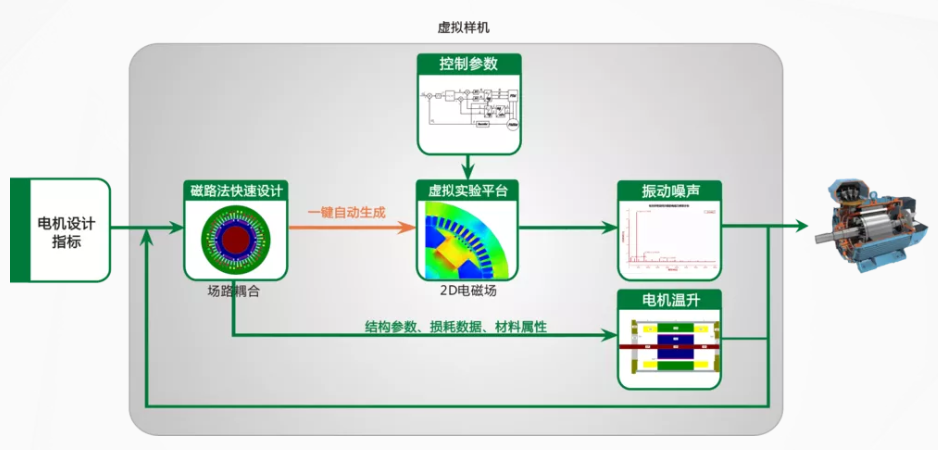 虚拟样机
控制参数
电机设计
指标
磁路法快速设计
一键自动生成
虚拟实验平台
振动噪声
场路耦合
2D电磁场
电机温升
结构参数、损耗数据、材料属性